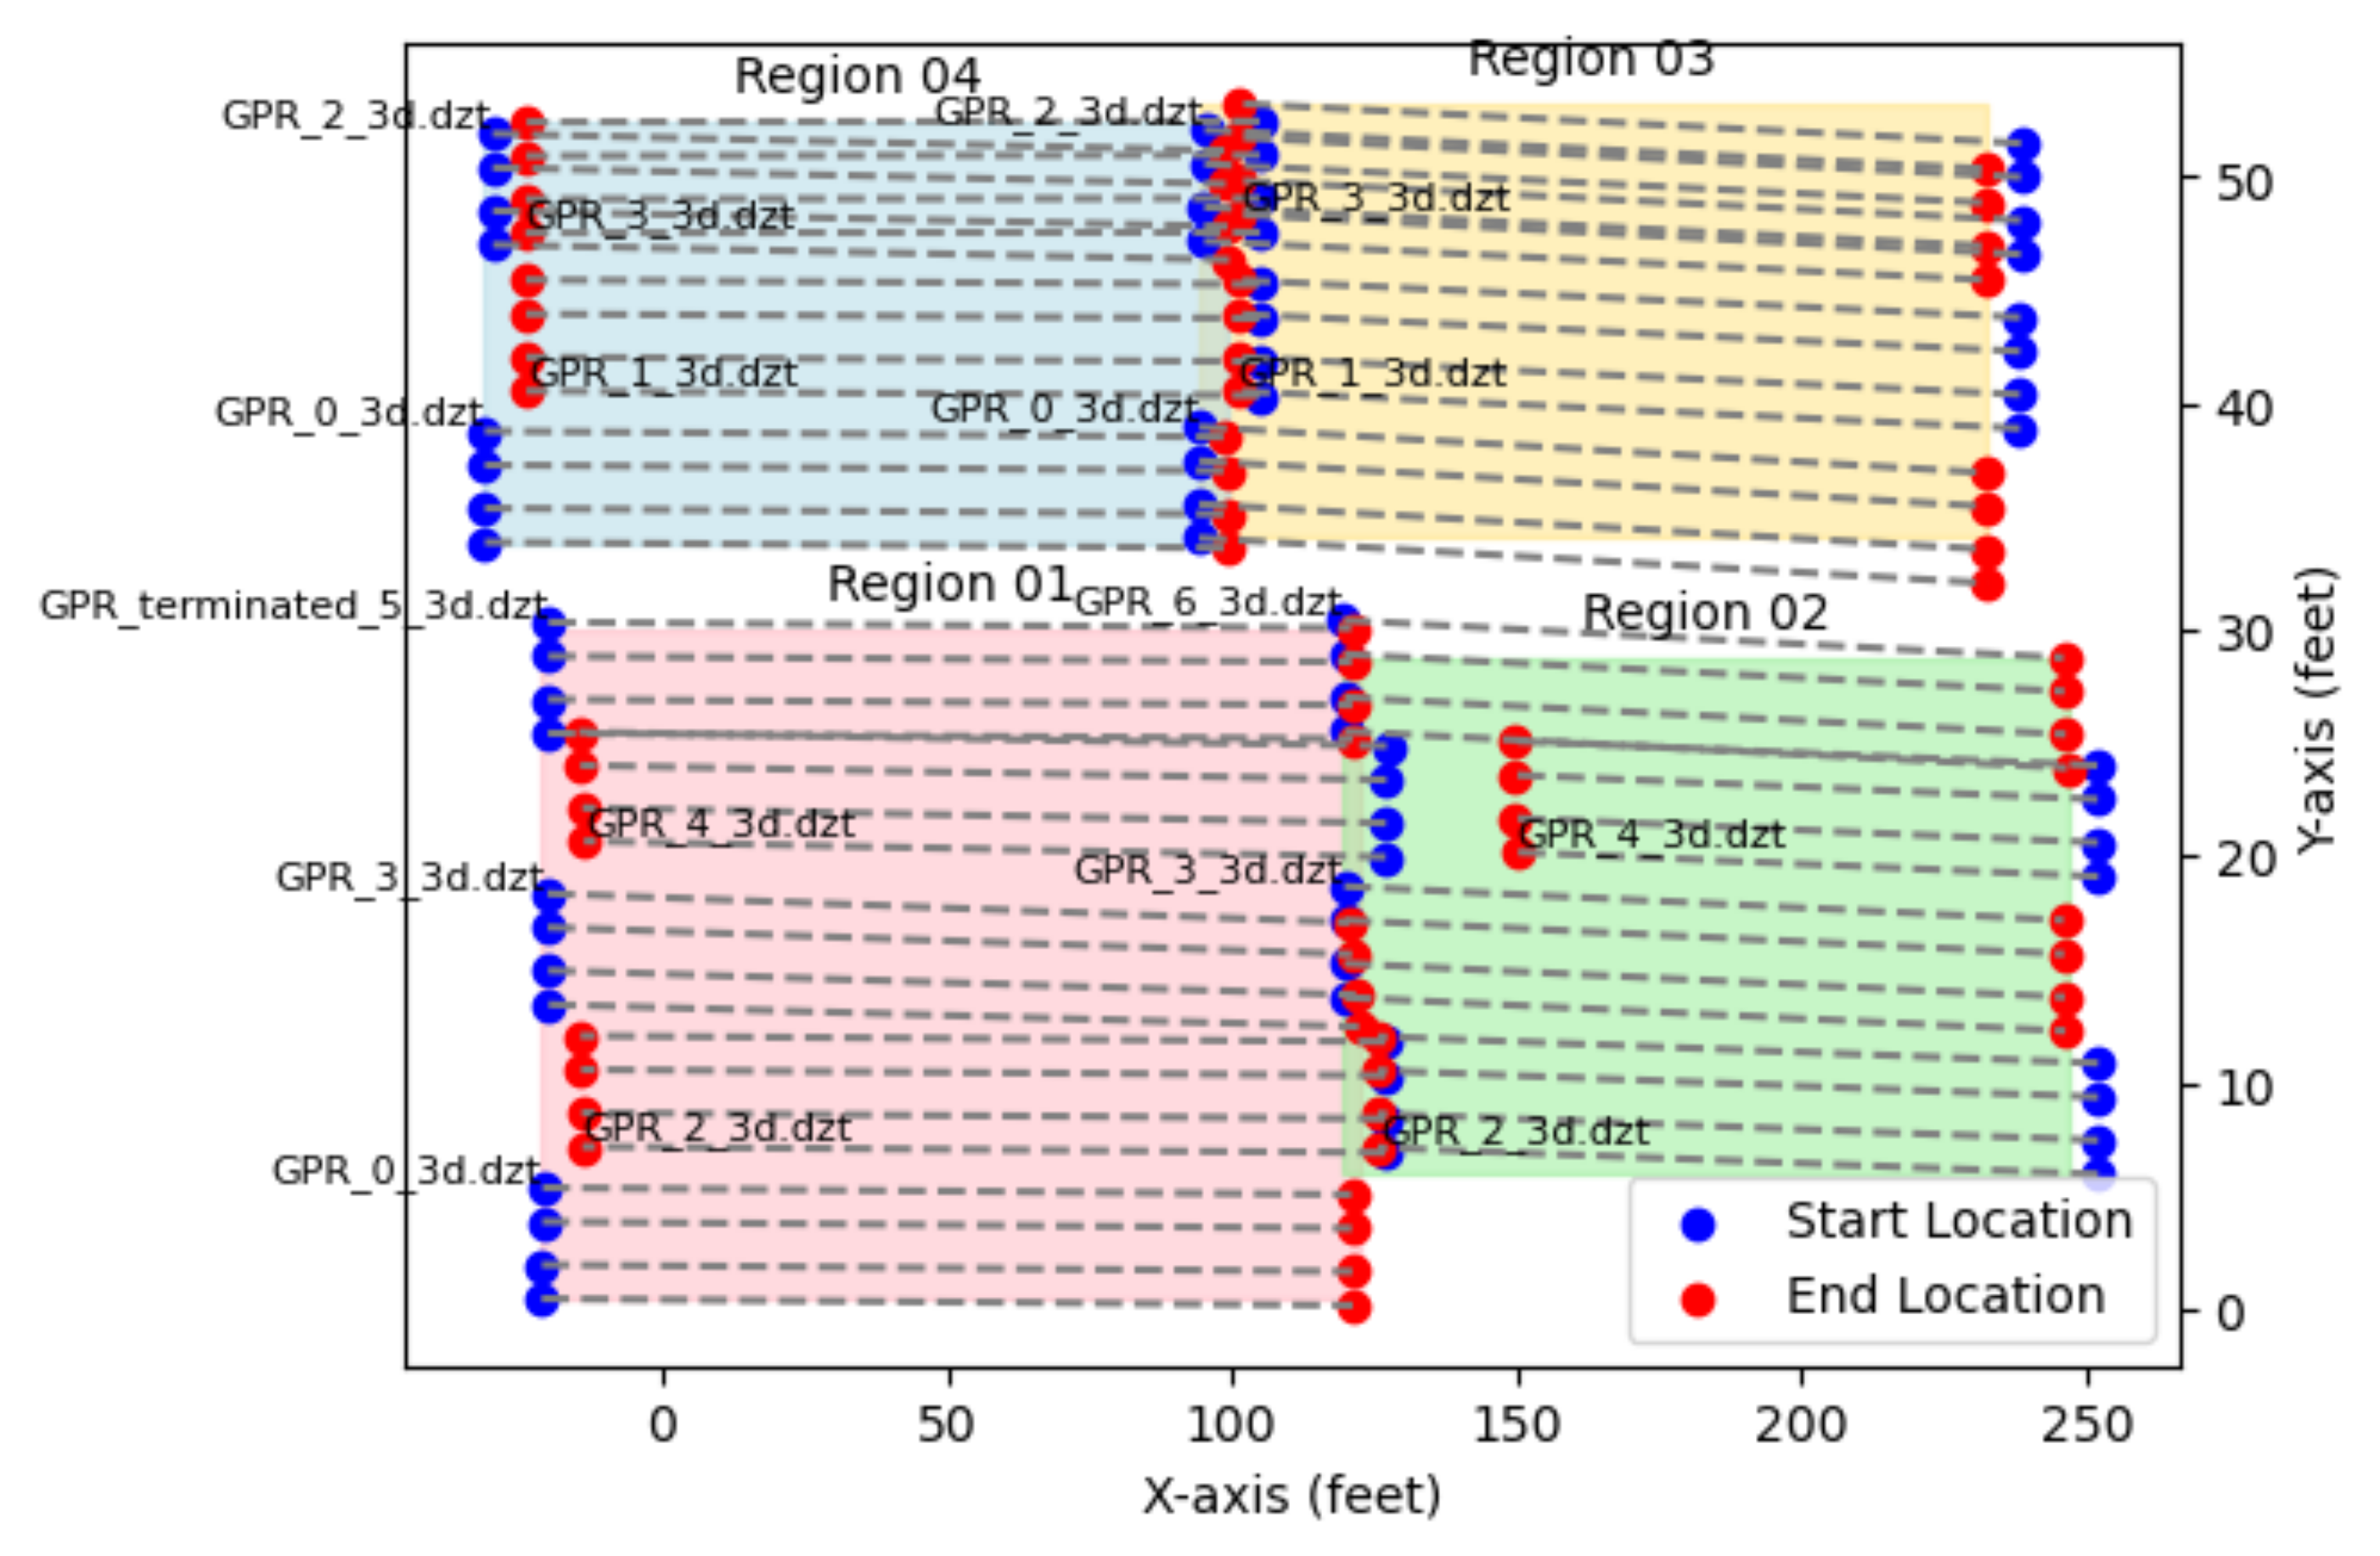 Region 03
Region 04
GPR_2_3d.dzt
GPR_2_3d.dzt
50
GPR_3_3d.dzt
GPR_3_3d.dzt
GPR_1_3d.dzt
GPR_1_3d.dzt
GPR_0_3d.dzt
GPR_0_3d.dzt
40
Region 01
GPR_terminated_5_3d.dzt
GPR_6_3d.dzt
Region 02
30
Y-axis (feet)
GPR_4_3d.dzt
GPR_4_3d.dzt
20
GPR_3_3d.dzt
GPR_3_3d.dzt
10
GPR_2_3d.dzt
GPR_2_3d.dzt
GPR_0_3d.dzt
Start Location
End Location
0
0
50
100
150
200
250
X-axis (feet)